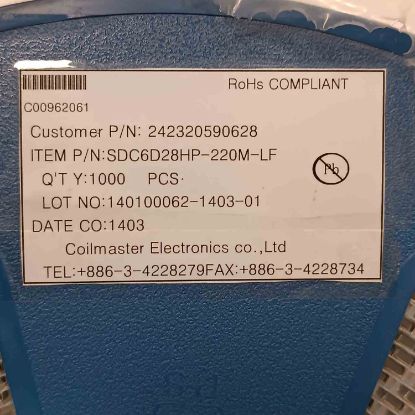 RoHs COMPLIANT
C00962061
Customer P/N: 242320590628
ITEM P/N:SDC6D28HP-220M-LF
Q'T Y:1000 PCS·
Pb
LOT NO:140100062-1403-01
DATE CO:1403
Coilmaster Electronics co.,Ltd
TEL:+886-3-4228279FAX:+886-3-4228734